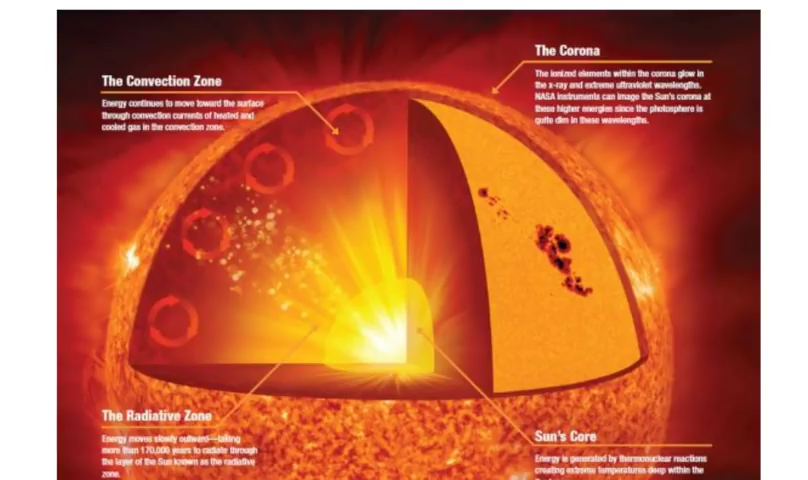 The Convection Zone
Energy continues to move toward the surface
through convection currents of heated and
cooled gas in the convection zone.
The Corona
The ionized elements within the corona glow in
the x-ray and extreme ultraviolet wavelengths.
NASA instruments can image the Sun's corona at
these higher energies since the photosphere is
quite dim in these wavelengths.
The Radiative Zone
Energy moves slowly outward—taking
more than 170,000 years to radiate through
the layer of the Sun known as the radiative
zone.
Sun's Core
Energy is generated by thermonuclear reactions
creating extreme temperatures deep within the